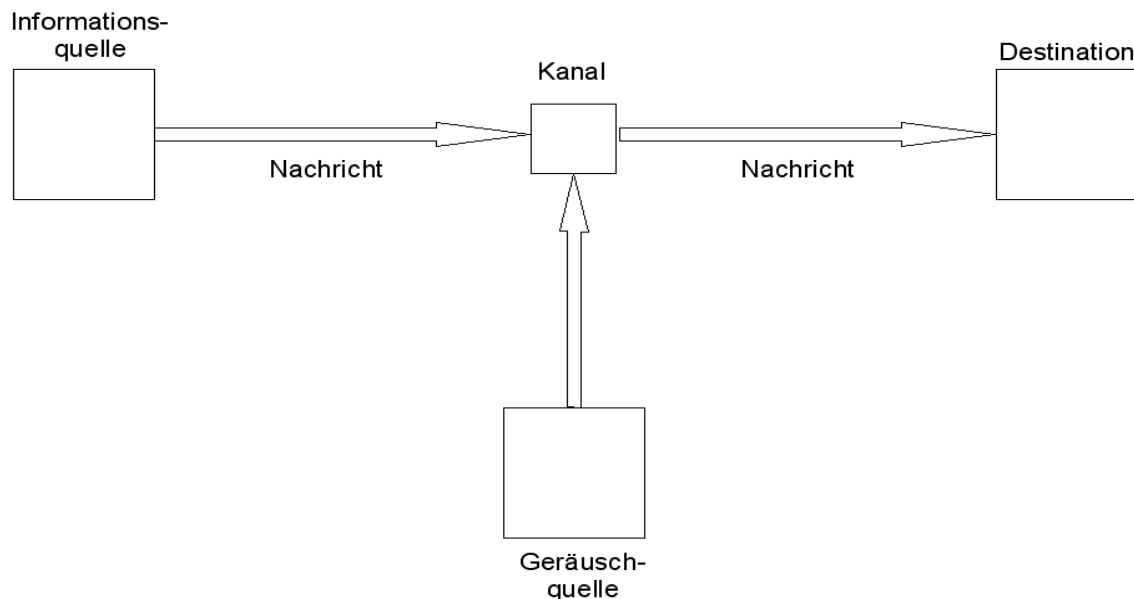 Informations-
quelle
Kanal
Destination
Nachricht
Nachricht
Geräusch-
quelle